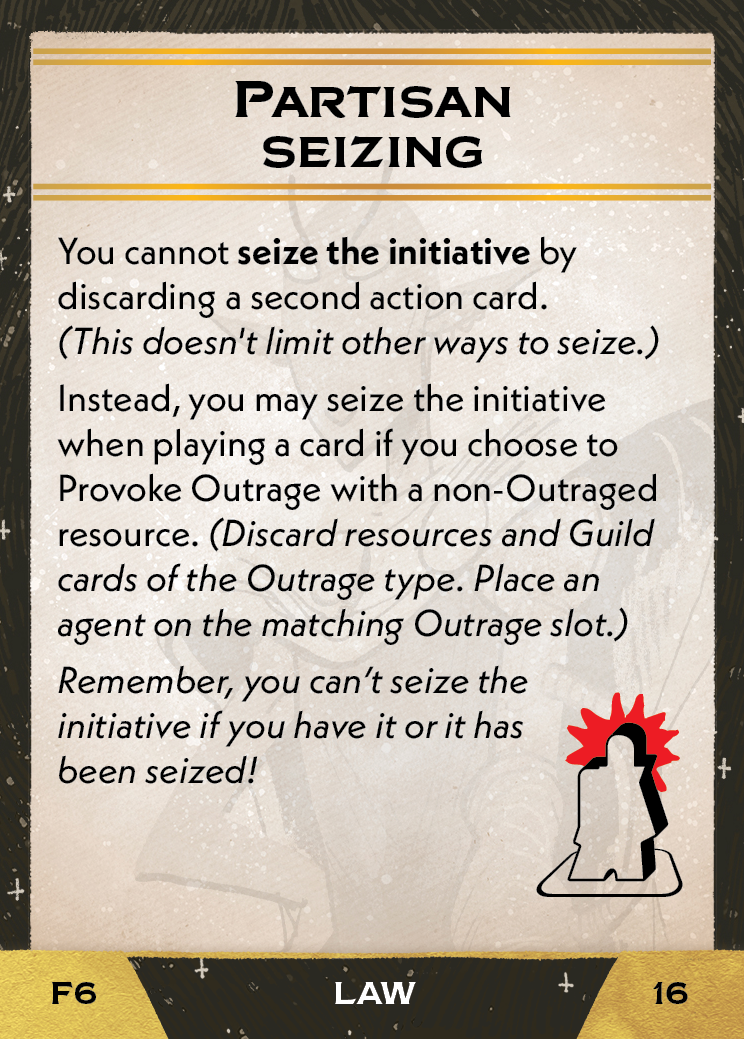 PARTISAN
SEIZING
You cannot seize the initiative by
discarding a second action card.
(This doesn't limit other ways to seize.)
Instead, you may seize the initiative
when playing a card if you choose to
Provoke Outrage with a non-Outraged
resource. (Discard resources and Guild
cards of the Outrage type. Place an
agent on the matching Outrage slot.)
Remember, you can’t seize the
initiative if you have it or it has
been seized!
F6 LAW 16